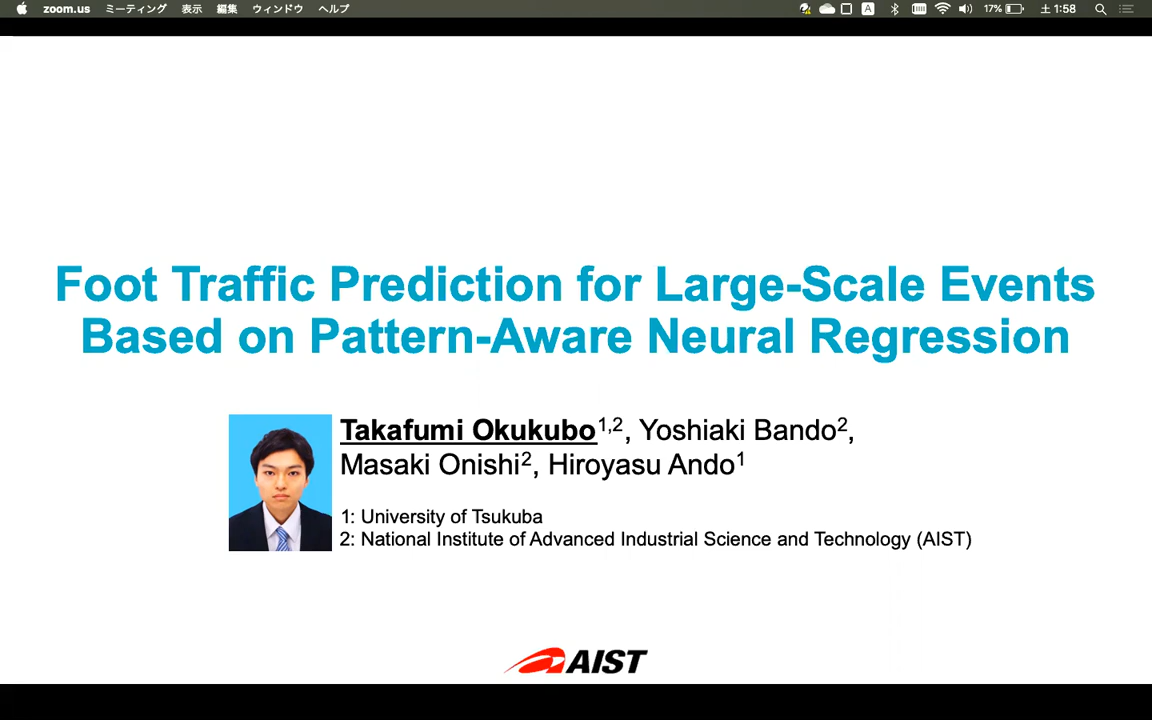 zoom.us ミーティング 表示 編集 ウィンドウ ヘルプ A 17% 土 1:58
Foot Traffic Prediction for Large-Scale Events
Based on Pattern-Aware Neural Regression
Takafumi Okukubo1,2, Yoshiaki Bando2,
Masaki Onishi2, Hiroyasu Ando1
1: University of Tsukuba
2: National Institute of Advanced Industrial Science and Technology (AIST)
AIST